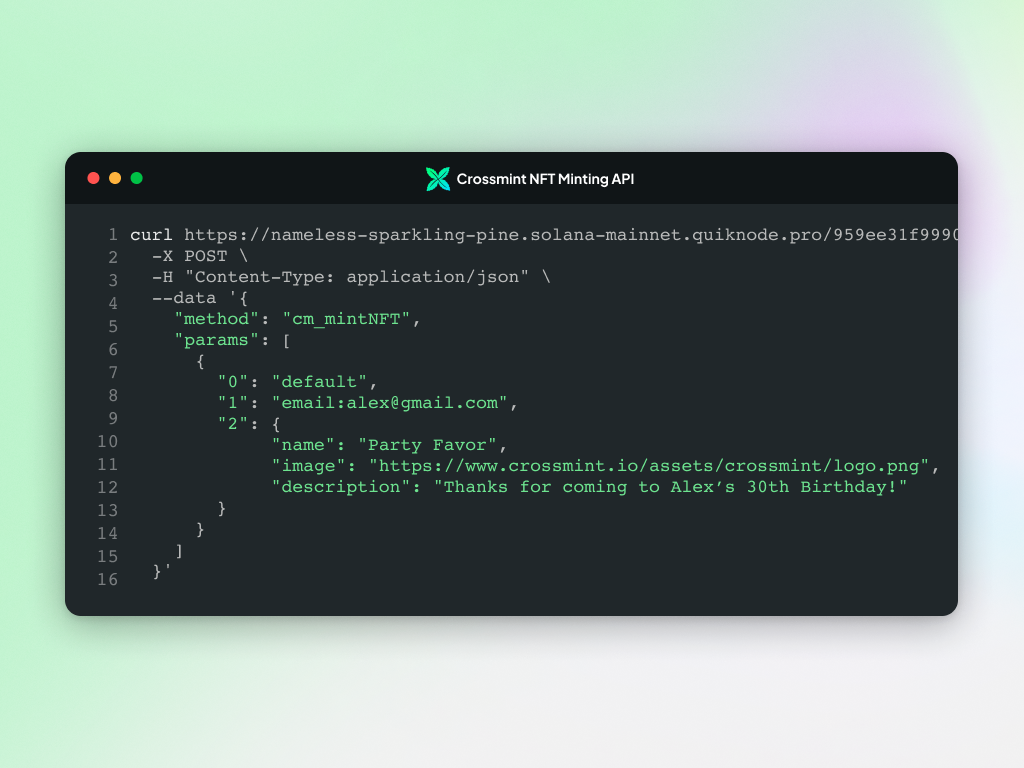 Crossmint NFT Minting API
1 curl https://nameless-sparkling-pine.solana-mainnet.quiknode.pro/959ee31f9990
2 -X POST \
3 -H "Content-Type: application/json" \
4 --data '{
5 "method": "cm_mintNFT",
6 "params": [
7 {
8 "0": "default",
9 "1": "email:alex@gmail.com",
10 "2": {
11 "name": "Party Favor",
12 "image": "https://www.crossmint.io/assets/crossmint/logo.png",
13 "description": "Thanks for coming to Alex’s 30th Birthday!"
14 }
15 }
16 ]
}'